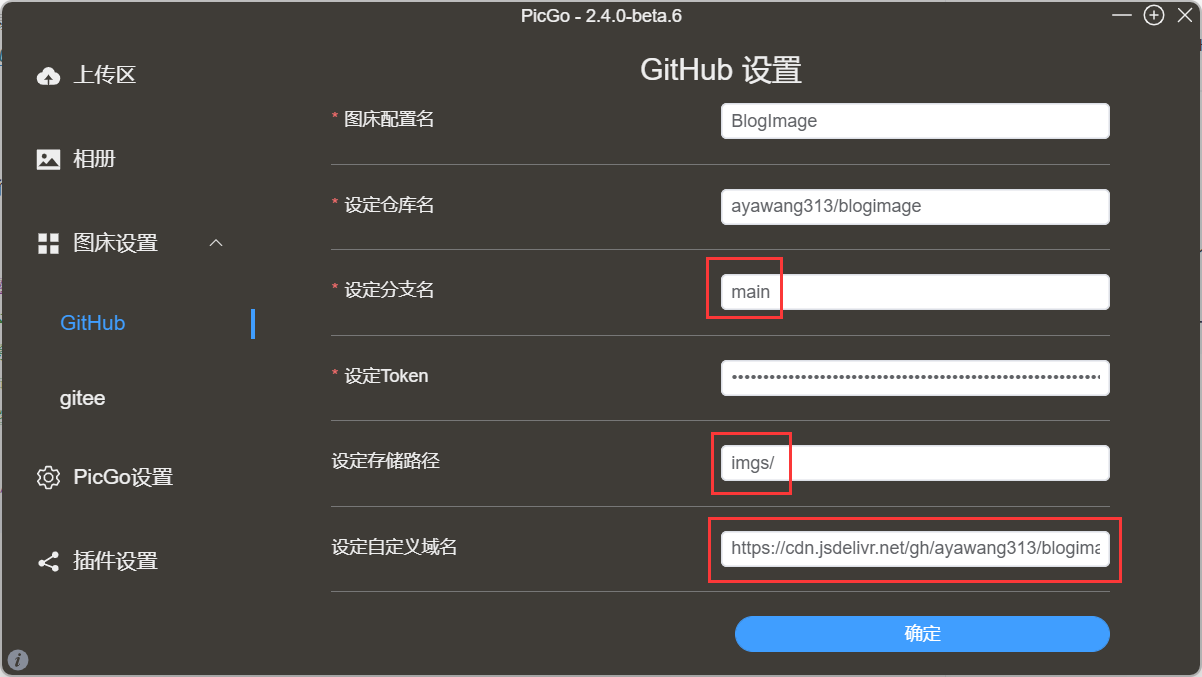 PicGo - 2.4.0-beta.6
上传区
相册
图床设置
GitHub
gitee
PicGo设置
插件设置
GitHub 设置
* 图床配置名
BlogImage
* 设定仓库名
ayawang313/blogimage
* 设定分支名
main
* 设定Token
设定存储路径
imgs/
设定自定义域名
https://cdn.jsdelivr.net/gh/ayawang313/blogima
确定